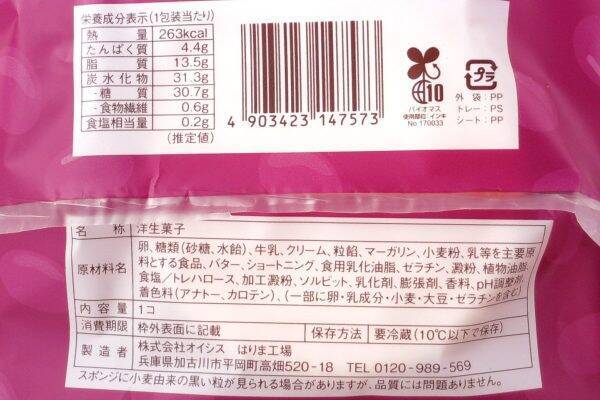 栄養成分表示(1包装当たり)
熱量 263kcal
たんぱく質 4.4g
脂質 13.5g
炭水化物 31.3g
-糖質 30.7g
-食物繊維 0.6g
食塩相当量 0.2g
(推定値)
4 903423 147573
10
バイオマス
使用部位:インキ
No 170033
プラ
外袋:PP
トレー:PS
シート:PP
名称 洋生菓子
原材料名 卵、糖類(砂糖、水飴)、牛乳、クリーム、粒餡、マーガリン、小麦粉、乳等を主要原
料とする食品、バター、ショートニング、食用乳化油脂、ゼラチン、澱粉、植物油脂、
食塩/トレハロース、加工澱粉、ソルビット、乳化剤、膨張剤、香料、pH調整剤、
着色料(アナトー、カロテン)、(一部に卵・乳成分・小麦・大豆・ゼラチンを含む)
内容量 1コ
消費期限 枠外表面に記載 保存方法 要冷蔵(10℃以下で保存)
製造者 株式会社オイシス はりま工場
兵庫県加古川市平岡町高畑520-18 TEL 0120-989-569
スポンジに小麦由来の黒い粒が見られる場合がありますが、品質には問題ありません。